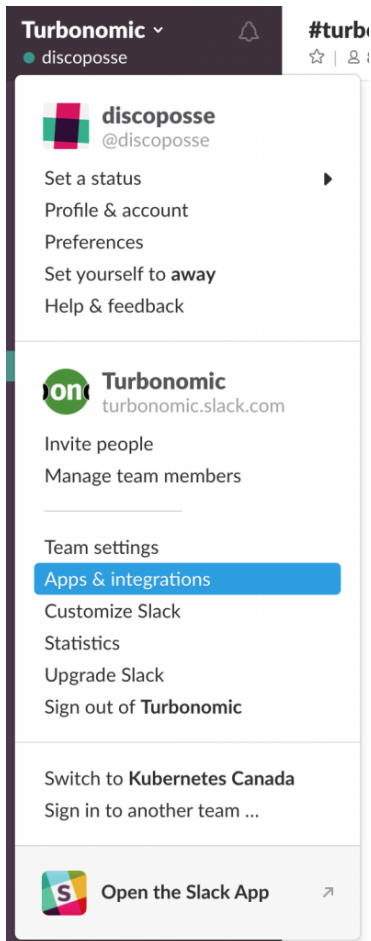 Turbonomic
#turb
discoposse
discoposse
@discoposse
Set a status
Profile & account
Preferences
Set yourself to away
Help & feedback
on
Turbonomic
turbonomic.slack.com
Invite people
Manage team members
Team settings
Apps & integrations
Customize Slack
Statistics
Upgrade Slack
Sign out of Turbonomic
Switch to Kubernetes Canada
Sign in to another team ...
S
Open the Slack App